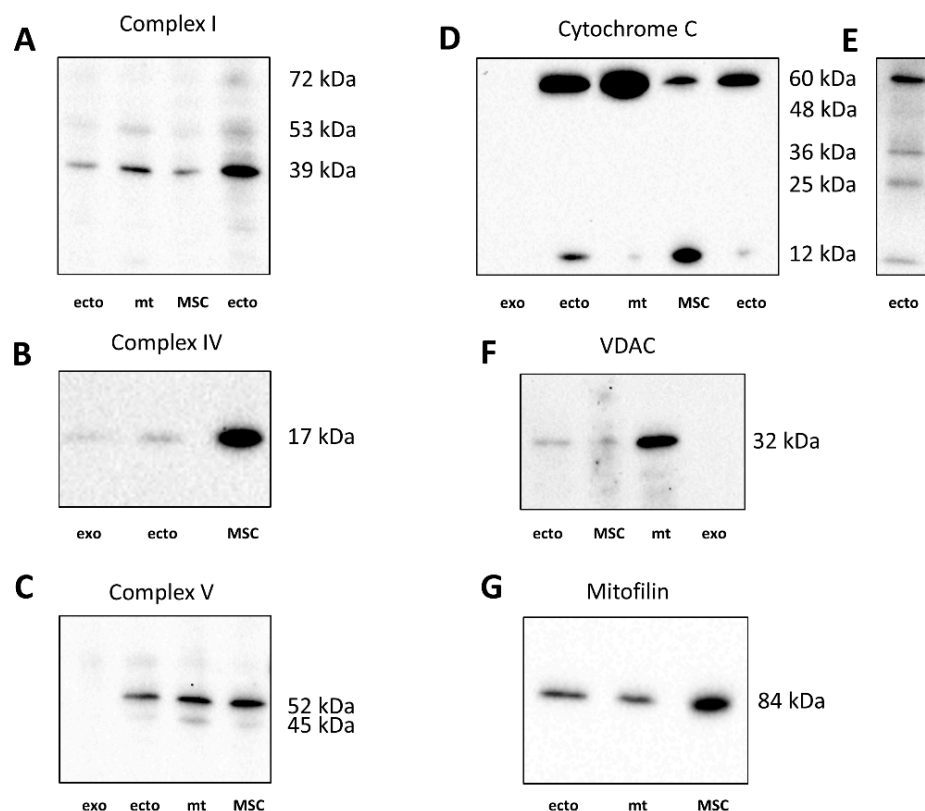 A
Complex I
72 kDa
53 kDa
39 kDa
ecto mt MSC ecto
B
Complex IV
17 kDa
exo ecto MSC
C
Complex V
52 kDa
45 kDa
exo ecto mt MSC
D
Cytochrome C
60 kDa
48 kDa
36 kDa
25 kDa
12 kDa
exo ecto mt MSC ecto
E
ecto
F
VDAC
32 kDa
ecto MSC mt exo
G
Mitofilin
84 kDa
ecto mt MSC